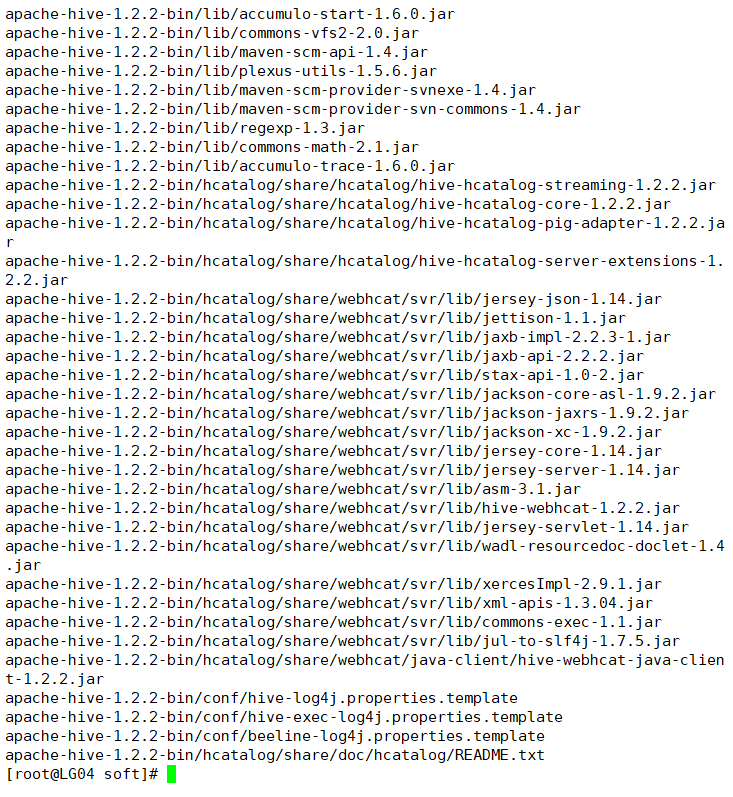 apache-hive-1.2.2-bin/lib/accumulo-start-1.6.0.jar
apache-hive-1.2.2-bin/lib/commons-vfs2-2.0.jar
apache-hive-1.2.2-bin/lib/maven-scm-api-1.4.jar
apache-hive-1.2.2-bin/lib/plexus-utils-1.5.6.jar
apache-hive-1.2.2-bin/lib/maven-scm-provider-svnexe-1.4.jar
apache-hive-1.2.2-bin/lib/maven-scm-provider-svn-commons-1.4.jar
apache-hive-1.2.2-bin/lib/regexp-1.3.jar
apache-hive-1.2.2-bin/lib/commons-math-2.1.jar
apache-hive-1.2.2-bin/lib/accumulo-trace-1.6.0.jar
apache-hive-1.2.2-bin/hcatalog/share/hcatalog/hive-hcatalog-streaming-1.2.2.jar
apache-hive-1.2.2-bin/hcatalog/share/hcatalog/hive-hcatalog-core-1.2.2.jar
apache-hive-1.2.2-bin/hcatalog/share/hcatalog/hive-hcatalog-pig-adapter-1.2.2.ja
r
apache-hive-1.2.2-bin/hcatalog/share/hcatalog/hive-hcatalog-server-extensions-1.
2.2.jar
apache-hive-1.2.2-bin/hcatalog/share/webhcat/svr/lib/jersey-json-1.14.jar
apache-hive-1.2.2-bin/hcatalog/share/webhcat/svr/lib/jettison-1.1.jar
apache-hive-1.2.2-bin/hcatalog/share/webhcat/svr/lib/jaxb-impl-2.2.3-1.jar
apache-hive-1.2.2-bin/hcatalog/share/webhcat/svr/lib/jaxb-api-2.2.2.jar
apache-hive-1.2.2-bin/hcatalog/share/webhcat/svr/lib/stax-api-1.0-2.jar
apache-hive-1.2.2-bin/hcatalog/share/webhcat/svr/lib/jackson-core-asl-1.9.2.jar
apache-hive-1.2.2-bin/hcatalog/share/webhcat/svr/lib/jackson-jaxrs-1.9.2.jar
apache-hive-1.2.2-bin/hcatalog/share/webhcat/svr/lib/jackson-xc-1.9.2.jar
apache-hive-1.2.2-bin/hcatalog/share/webhcat/svr/lib/jersey-core-1.14.jar
apache-hive-1.2.2-bin/hcatalog/share/webhcat/svr/lib/jersey-server-1.14.jar
apache-hive-1.2.2-bin/hcatalog/share/webhcat/svr/lib/asm-3.1.jar
apache-hive-1.2.2-bin/hcatalog/share/webhcat/svr/lib/hive-webhcat-1.2.2.jar
apache-hive-1.2.2-bin/hcatalog/share/webhcat/svr/lib/jersey-servlet-1.14.jar
apache-hive-1.2.2-bin/hcatalog/share/webhcat/svr/lib/wadl-resourcedoc-doclet-1.4
.jar
apache-hive-1.2.2-bin/hcatalog/share/webhcat/svr/lib/xercesImpl-2.9.1.jar
apache-hive-1.2.2-bin/hcatalog/share/webhcat/svr/lib/xml-apis-1.3.04.jar
apache-hive-1.2.2-bin/hcatalog/share/webhcat/svr/lib/commons-exec-1.1.jar
apache-hive-1.2.2-bin/hcatalog/share/webhcat/svr/lib/jul-to-slf4j-1.7.5.jar
apache-hive-1.2.2-bin/hcatalog/share/webhcat/java-client/hive-webhcat-java-clien
t-1.2.2.jar
apache-hive-1.2.2-bin/conf/hive-log4j.properties.template
apache-hive-1.2.2-bin/conf/hive-exec-log4j.properties.template
apache-hive-1.2.2-bin/conf/beeline-log4j.properties.template
apache-hive-1.2.2-bin/hcatalog/share/doc/hcatalog/README.txt
[root@LG04 soft]#